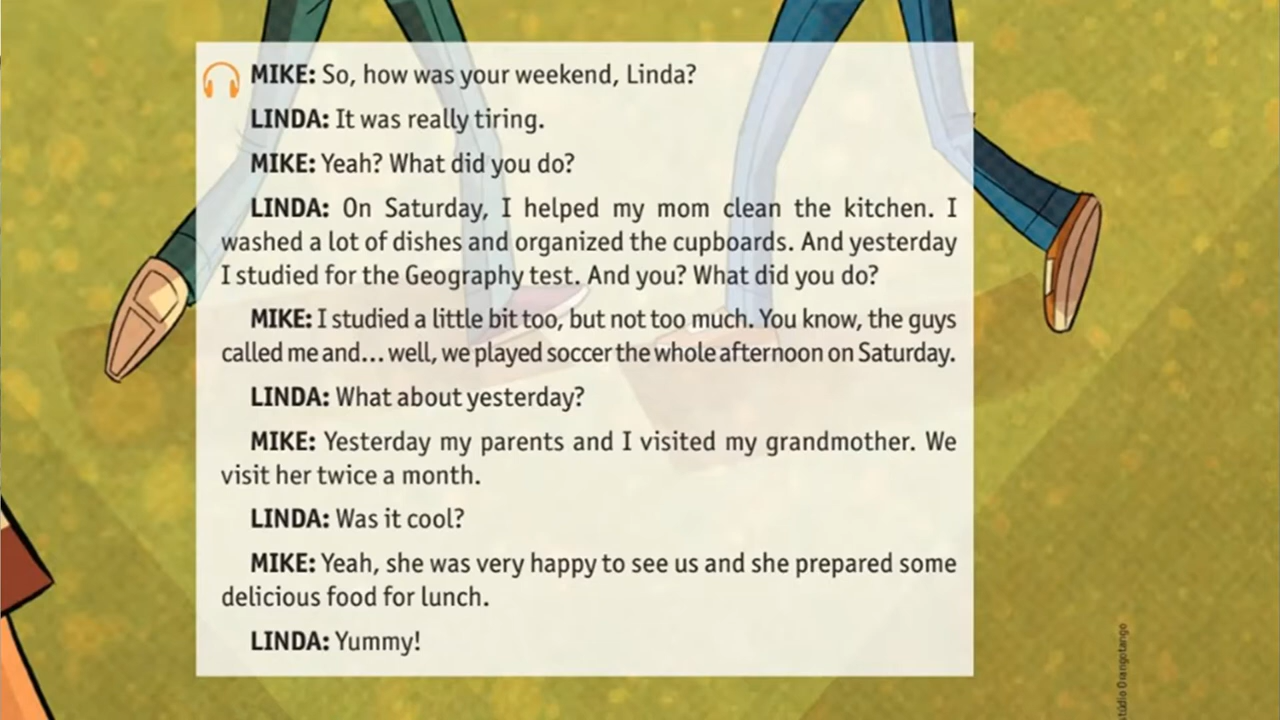 MIKE: So, how was your weekend, Linda?
LINDA: It was really tiring.
MIKE: Yeah? What did you do?
LINDA: On Saturday, I helped my mom clean the kitchen. I
washed a lot of dishes and organized the cupboards. And yesterday
I studied for the Geography test. And you? What did you do?
MIKE: I studied a little bit too, but not too much. You know, the guys
called me and... well, we played soccer the whole afternoon on Saturday.
LINDA: What about yesterday?
MIKE: Yesterday my parents and I visited my grandmother. We
visit her twice a month.
LINDA: Was it cool?
MIKE: Yeah, she was very happy to see us and she prepared some
delicious food for lunch.
LINDA: Yummy!
Orangotango